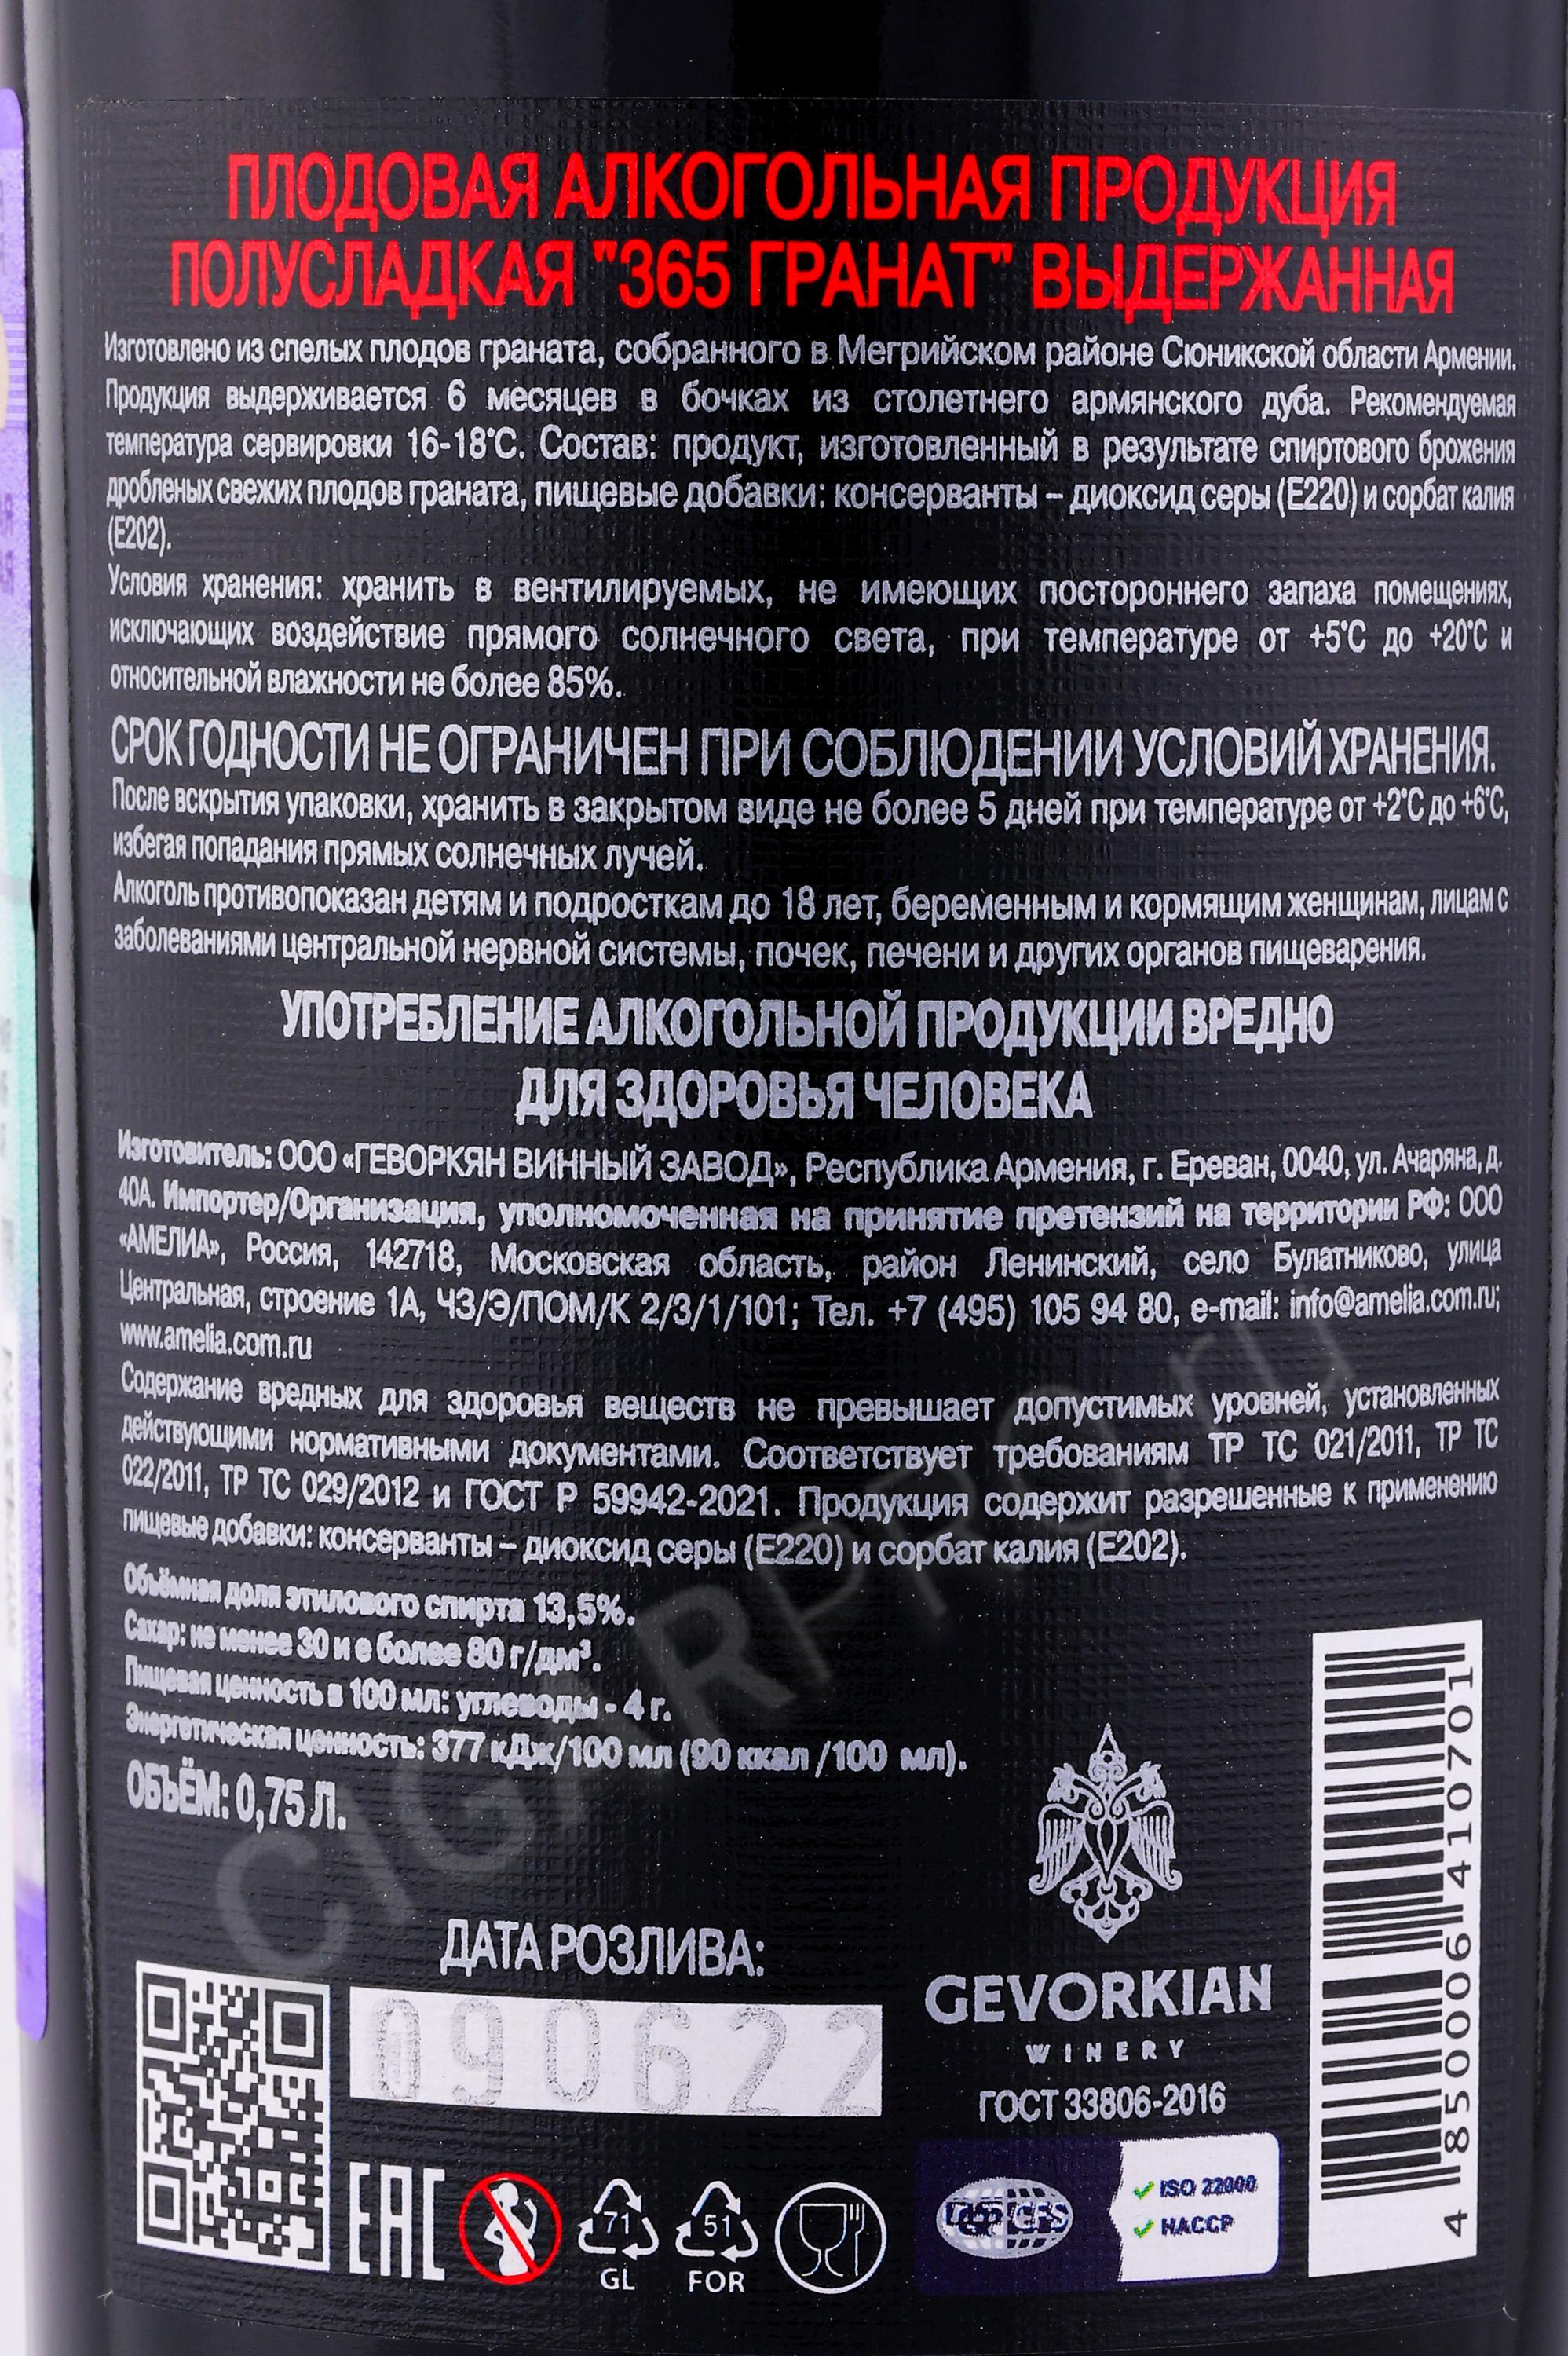 ПЛОДОВАЯ АЛКОГОЛЬНАЯ ПРОДУКЦИЯ
ПОЛУСЛАДКАЯ "365 ГРАНАТ" ВЫДЕРЖАННАЯ
Изготовлено из спелых плодов граната, собранного в Мегрийском районе Сюникской области Армении.
Продукция выдерживается 6 месяцев в бочках из столетнего армянского дуба. Рекомендуемая
температура сервировки 16-18°С. Состав: продукт, изготовленный в результате спиртового брожения
дробленых свежих плодов граната, пищевые добавки: консерванты – диоксид серы (Е220) и сорбат калия
(Е202).
Условия хранения: хранить в вентилируемых, не имеющих постороннего запаха помещениях,
исключающих воздействие прямого солнечного света, при температуре от +5°С до +20°С и
относительной влажности не более 85%.
СРОК ГОДНОСТИ НЕ ОГРАНИЧЕН ПРИ СОБЛЮДЕНИИ УСЛОВИЙ ХРАНЕНИЯ.
После вскрытия упаковки, хранить в закрытом виде не более 5 дней при температуре от +2°С до +6°С,
избегая попадания прямых солнечных лучей.
Алкоголь противопоказан детям и подросткам до 18 лет, беременным и кормящим женщинам, лицам с
заболеваниями центральной нервной системы, почек, печени и других органов пищеварения.
УПОТРЕБЛЕНИЕ АЛКОГОЛЬНОЙ ПРОДУКЦИИ ВРЕДНО
ДЛЯ ЗДОРОВЬЯ ЧЕЛОВЕКА
Изготовитель: ООО «ГЕВОРКЯН ВИННЫЙ ЗАВОД», Республика Армения, г. Ереван, 0040, ул. Ачаряна, д.
40А. Импортер/Организация, уполномоченная на принятие претензий на территории РФ: ООО
«АМЕЛИА», Россия, 142718, Московская область, район Ленинский, село Булатниково, улица
Центральная, строение 1А, ЧЗ/Э/ПОМ/К 2/3/1/101; Тел. +7 (495) 105 94 80, e-mail: info@amelia.com.ru;
www.amelia.com.ru
Содержание вредных для здоровья веществ не превышает допустимых уровней, установленных
действующими нормативными документами. Соответствует требованиям ТР ТС 021/2011, ТР ТС
022/2011, ТР ТС 029/2012 и ГОСТ Р 59942-2021. Продукция содержит разрешенные к применению
пищевые добавки: консерванты – диоксид серы (Е220) и сорбат калия (Е202).
Объёмная доля этилового спирта 13,5%.
Сахар: не менее 30 и е более 80 г/дм³.
Пищевая ценность в 100 мл: углеводы - 4 г.
Энергетическая ценность: 377 кДж/100 мл (90 ккал /100 мл).
ОБЪЁМ: 0,75 Л.
CIGARPRO.ru
ДАТА РОЗЛИВА:
090622
GEVORKIAN
WINERY
ГОСТ 33806-2016
EAC
71
GL
51
FOR
ISO 22000
HACCP
4 850006 410701